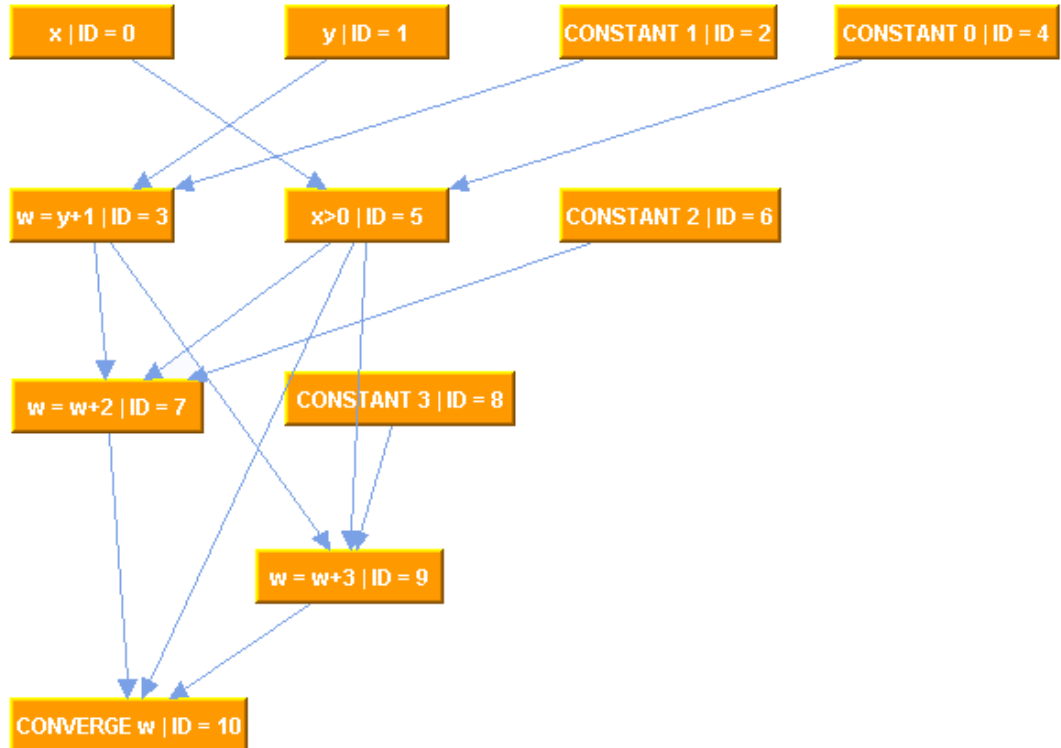 x | ID = 0
y | ID = 1
CONSTANT 1 | ID = 2
CONSTANT 0 | ID = 4
w = y+1 | ID = 3
x>0 | ID = 5
CONSTANT 2 | ID = 6
w = w+2 | ID = 7
CONSTANT 3 | ID = 8
w = w+3 | ID = 9
CONVERGE w | ID = 10